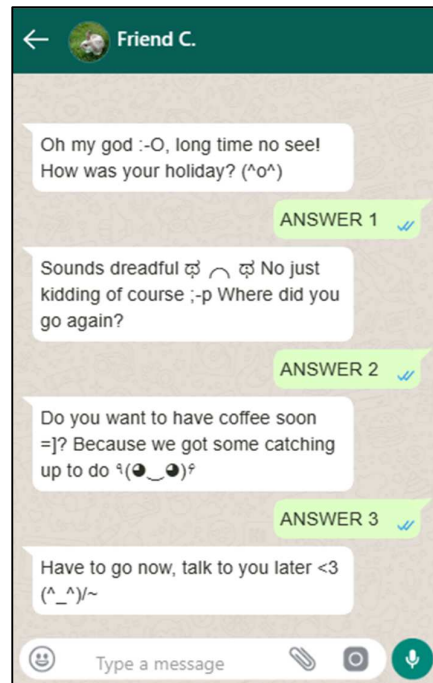 Friend C.
Oh my god :-O, long time no see!
How was your holiday? (^o^)
ANSWER 1
Sounds dreadful ಥ ⌒ ಥ No just
kidding of course ;-p Where did you
go again?
ANSWER 2
Do you want to have coffee soon
=]? Because we got some catching
up to do ٩(◕‿◕)۶
ANSWER 3
Have to go now, talk to you later <3
(^_^)/~
Type a message